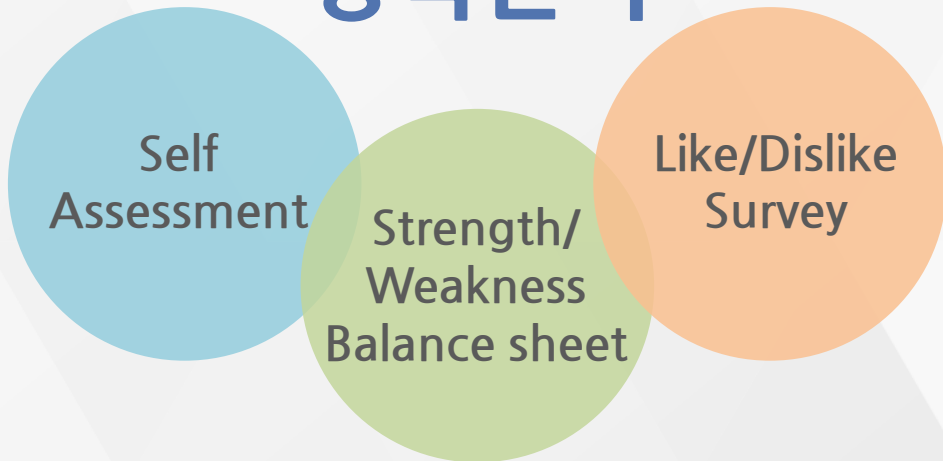 Self
Assessment
Strength/
Weakness
Balance sheet
Like/Dislike
Survey